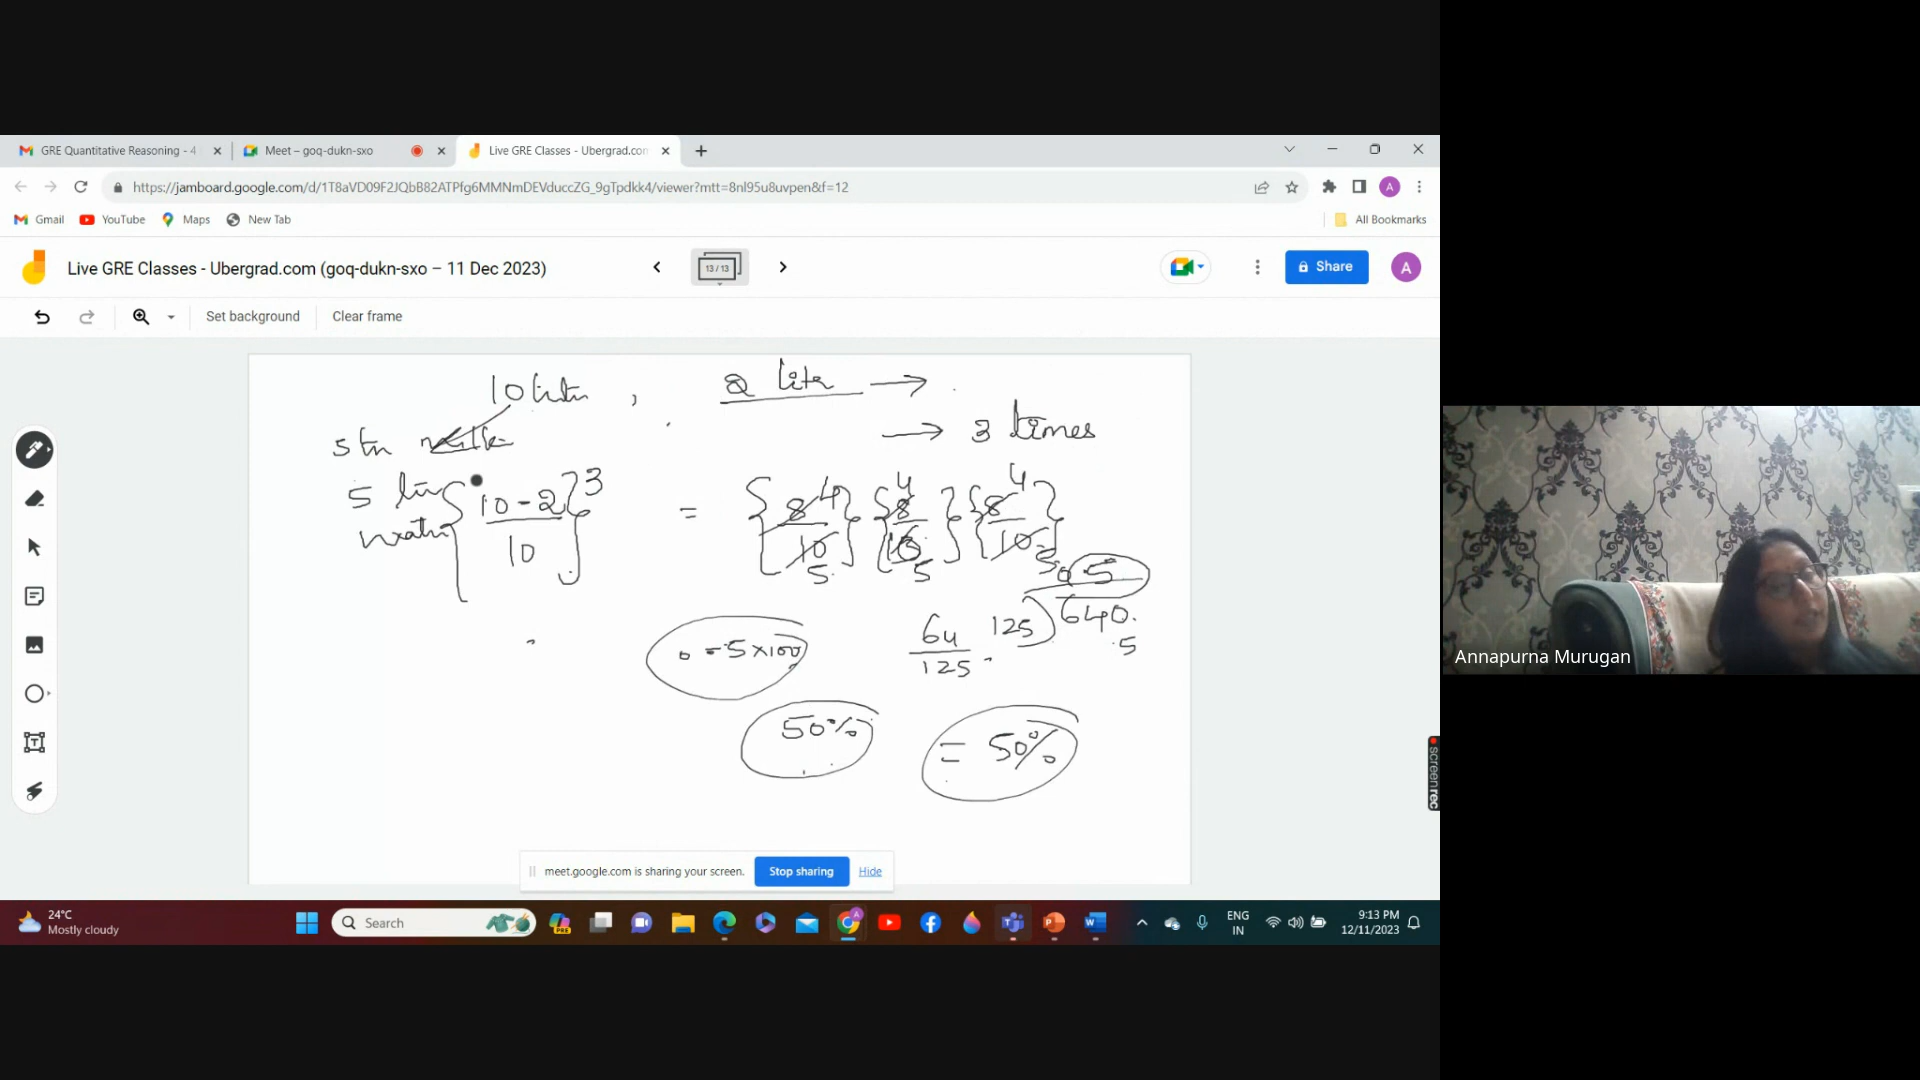 GRE Quantitative Reasoning - 4
Meet – goq-dukn-sxo
Live GRE Classes - Ubergrad.com
https://jamboard.google.com/d/1T8aVD09F2JQbB82ATPfg6MMNmDEVduccZG_9gTpdkk4/viewer?mtt=8nl95u8uvpen&f=12
Gmail YouTube Maps New Tab All Bookmarks
Live GRE Classes - Ubergrad.com (goq-dukn-sxo – 11 Dec 2023)
13 / 13
Share
A
Set background Clear frame
10 , 2
→ 3 times
5
5
{10-2}3
10
= {8 4} {8 4} {8 4}
10 10 10
5 5 5
0.5
125 640.
5
64
125
0.5x100
50%
= 50%
meet.google.com is sharing your screen. Stop sharing Hide
screenrec
Annapurna Murugan
24°C
Mostly cloudy
Search
PRE
ENG
IN
9:13 PM
12/11/2023